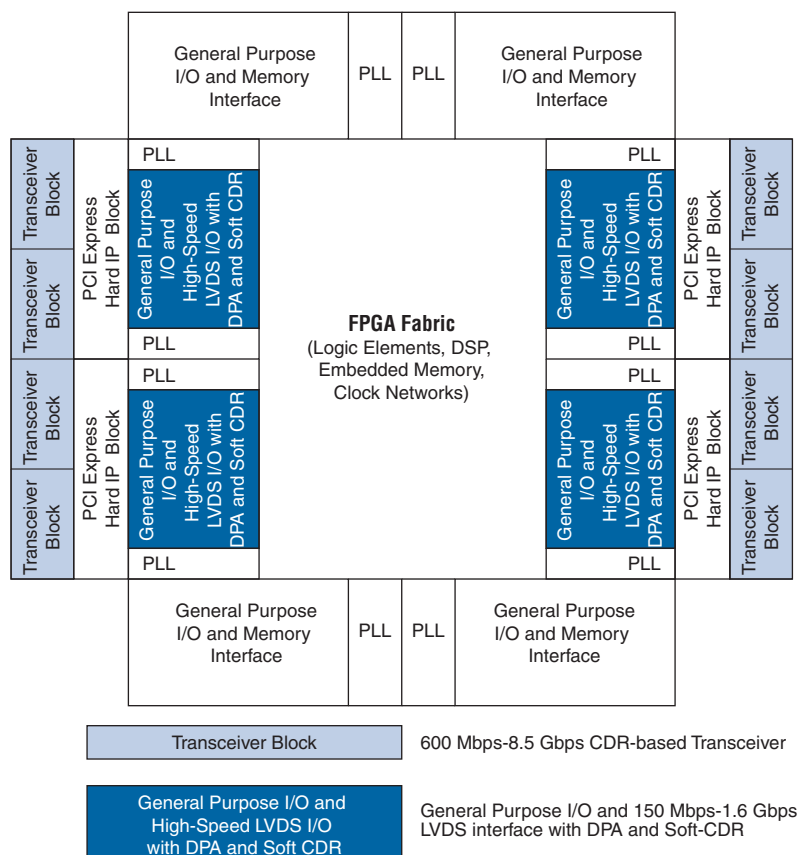 General Purpose
I/O and Memory
Interface
PLL
PLL
General Purpose
I/O and Memory
Interface
Transceiver
Block
Transceiver
Block
PCI Express
Hard IP Block
PLL
General Purpose
I/O and
High-Speed
LVDS I/O with
DPA and Soft CDR
PLL
Transceiver
Block
Transceiver
Block
PCI Express
Hard IP Block
PLL
General Purpose
I/O and
High-Speed
LVDS I/O with
DPA and Soft CDR
PLL
FPGA Fabric
(Logic Elements, DSP,
Embedded Memory,
Clock Networks)
PLL
General Purpose
I/O and
High-Speed
LVDS I/O with
DPA and Soft CDR
PLL
PCI Express
Hard IP Block
Transceiver
Block
Transceiver
Block
PLL
General Purpose
I/O and
High-Speed
LVDS I/O with
DPA and Soft CDR
PLL
PCI Express
Hard IP Block
Transceiver
Block
Transceiver
Block
General Purpose
I/O and Memory
Interface
PLL
PLL
General Purpose
I/O and Memory
Interface
Transceiver Block
600 Mbps-8.5 Gbps CDR-based Transceiver
General Purpose I/O and
High-Speed LVDS I/O
with DPA and Soft CDR
General Purpose I/O and 150 Mbps-1.6 Gbps
LVDS interface with DPA and Soft-CDR